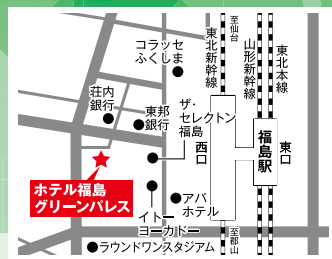 至仙台
東北新幹線
山形新幹線
東北本線
コラッセ
ふくしま
荘内
銀行
東邦
銀行
ザ・
セレクトン
福島
西口
福島駅
東口
ホテル福島
グリーンパレス
イトー
ヨーカドー
アパ
ホテル
ラウンドワンスタジアム
至郡山